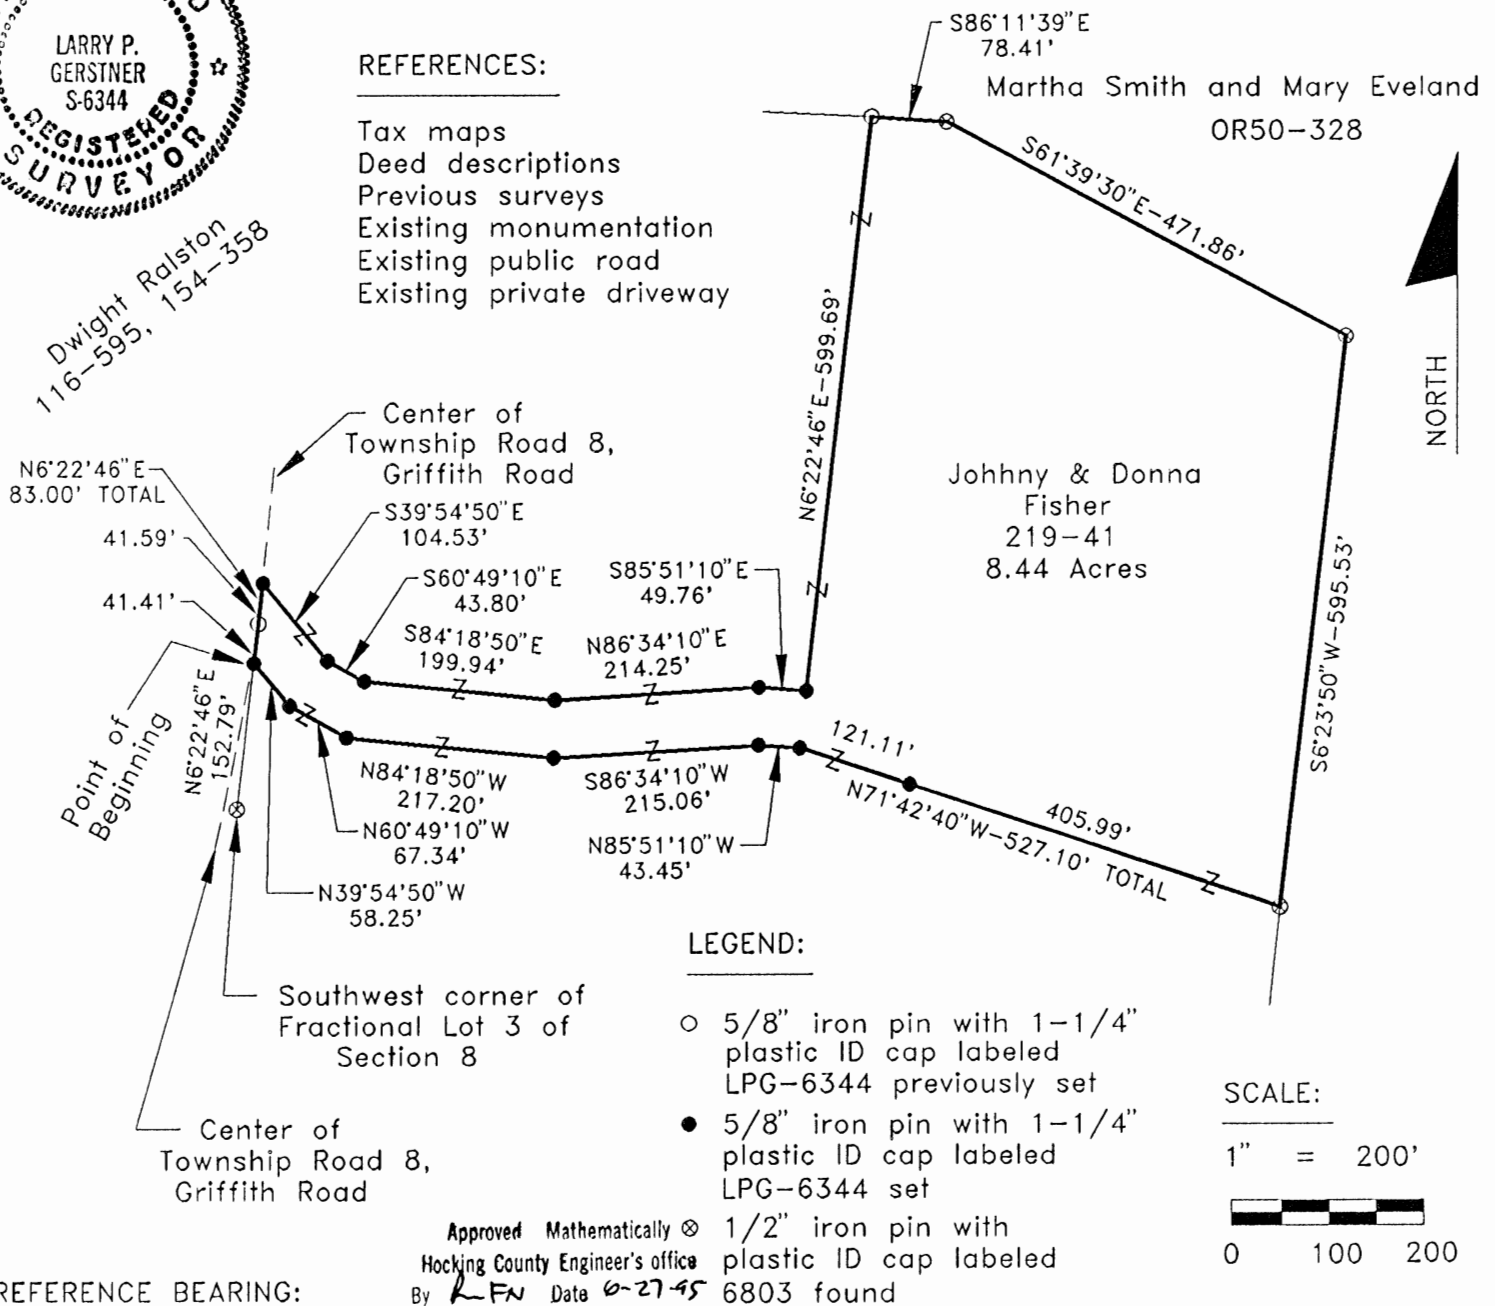 LARRY P.
GERSTNER
S-6344
REGISTERED
SURVEYOR
REFERENCES:
Tax maps
Deed descriptions
Previous surveys
Existing monumentation
Existing public road
Existing private driveway
S86°11'39"E
78.41'
Martha Smith and Mary Eveland
OR50-328
S61°39'30"E-471.86'
NORTH
Dwight Ralston
116-595, 154-358
Center of
Township Road 8,
Griffith Road
N6°22'46"E
83.00' TOTAL
41.59'
41.41'
S39°54'50"E
104.53'
S60°49'10"E
43.80'
S84°18'50"E
199.94'
N86°34'10"E
214.25'
S85°51'10"E
49.76'
N6°22'46"E-599.69'
Johhny & Donna
Fisher
219-41
8.44 Acres
S6°23'50"W-595.53'
Point of
Beginning
N6°22'46"E
152.79'
N84°18'50"W
217.20'
N60°49'10"W
67.34'
N39°54'50"W
58.25'
S86°34'10"W
215.06'
N85°51'10"W
43.45'
121.11'
405.99'
N71°42'40"W-527.10' TOTAL
Southwest corner of
Fractional Lot 3 of
Section 8
Center of
Township Road 8,
Griffith Road
LEGEND:
5/8" iron pin with 1-1/4"
plastic ID cap labeled
LPG-6344 previously set
5/8" iron pin with 1-1/4"
plastic ID cap labeled
LPG-6344 set
1/2" iron pin with
plastic ID cap labeled
6803 found
SCALE:
1" = 200'
0 100 200
Approved Mathematically
Hocking County Engineer's office
By Date 6-27-95
REFERENCE BEARING: